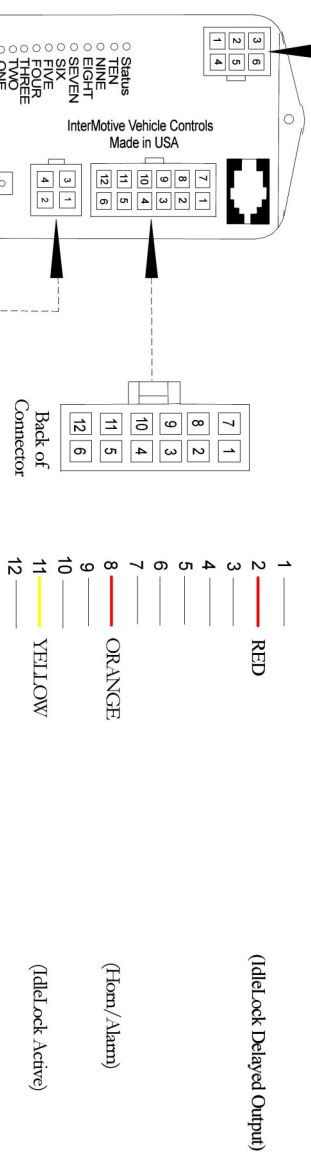 3 6
2 5
1 4
Status
TEN
NINE
EIGHT
SEVEN
SIX
FIVE
FOUR
THREE
TWO
ONE
InterMotive Vehicle Controls
Made in USA
7 1
8 2
9 3
10 4
11 5
12 6
3 1
4 2
7 1
8 2
9 3
10 4
11 5
12 6
Back of
Connector
1
2 RED (IdleLock Delayed Output)
3
4
5
6
7
8 ORANGE (Horn/Alarm)
9
10
11 YELLOW (IdleLock Active)
12